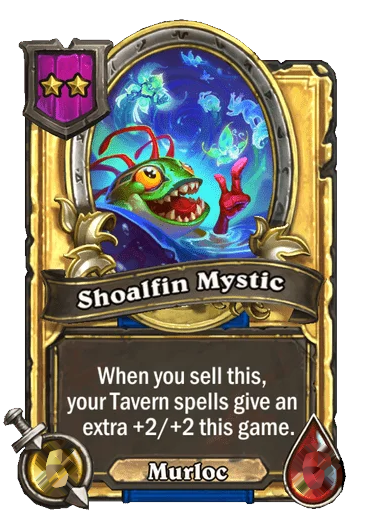 Shoalfin Mystic
When you sell this,
your Tavern spells give an
extra +2/+2 this game.
Murloc